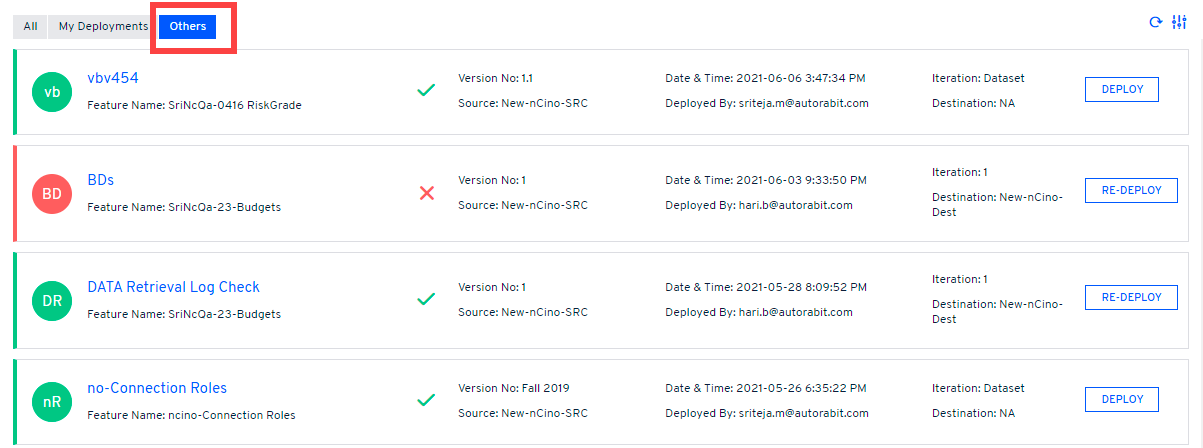 All
My Deployments
Others
vb
vbv454
Feature Name: SriNcQa-0416 RiskGrade
Version No: 1.1
Source: New-nCino-SRC
Date & Time: 2021-06-06 3:47:34 PM
Deployed By: sriteja.m@autorabit.com
Iteration: Dataset
Destination: NA
DEPLOY
BD
BDs
Feature Name: SriNcQa-23-Budgets
Version No: 1
Source: New-nCino-SRC
Date & Time: 2021-06-03 9:33:50 PM
Deployed By: hari.b@autorabit.com
Iteration: 1
Destination: New-nCino-
Dest
RE-DEPLOY
DR
DATA Retrieval Log Check
Feature Name: SriNcQa-23-Budgets
Version No: 1
Source: New-nCino-SRC
Date & Time: 2021-05-28 8:09:52 PM
Deployed By: hari.b@autorabit.com
Iteration: 1
Destination: New-nCino-
Dest
RE-DEPLOY
nR
no-Connection Roles
Feature Name: ncino-Connection Roles
Version No: Fall 2019
Source: New-nCino-SRC
Date & Time: 2021-05-26 6:35:22 PM
Deployed By: sriteja.m@autorabit.com
Iteration: Dataset
Destination: NA
DEPLOY